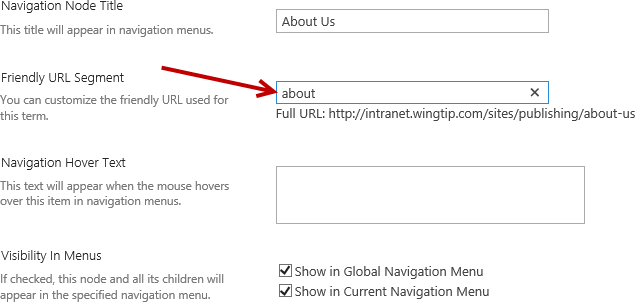 Navigation Node Title
This title will appear in navigation menus.
About Us
Friendly URL Segment
You can customize the friendly URL used for
this term.
about
Full URL: http://intranet.wingtip.com/sites/publishing/about-us
Navigation Hover Text
This text will appear when the mouse hovers
over this item in navigation menus.
Visibility In Menus
If checked, this node and all its children will
appear in the specified navigation menu.
Show in Global Navigation Menu
Show in Current Navigation Menu